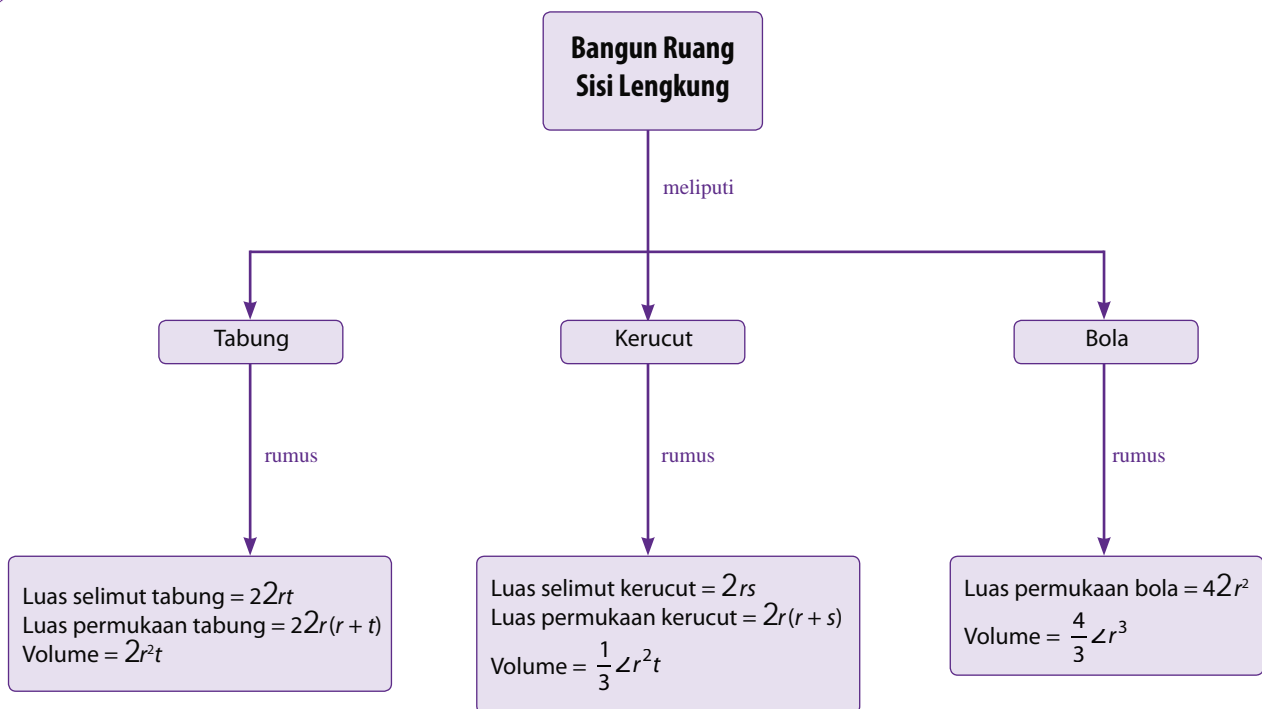 Bangun Ruang
Sisi Lengkung
meliputi
Tabung
Kerucut
Bola
rumus
rumus
rumus
Luas selimut tabung = 22rt
Luas permukaan tabung = 22r(r + t)
Volume = 2r²t
Luas selimut kerucut = 2rs
Luas permukaan kerucut = 2r(r + s)
Volume = 1/3 ∠r²t
Luas permukaan bola = 42r²
Volume = 4/3 ∠r³